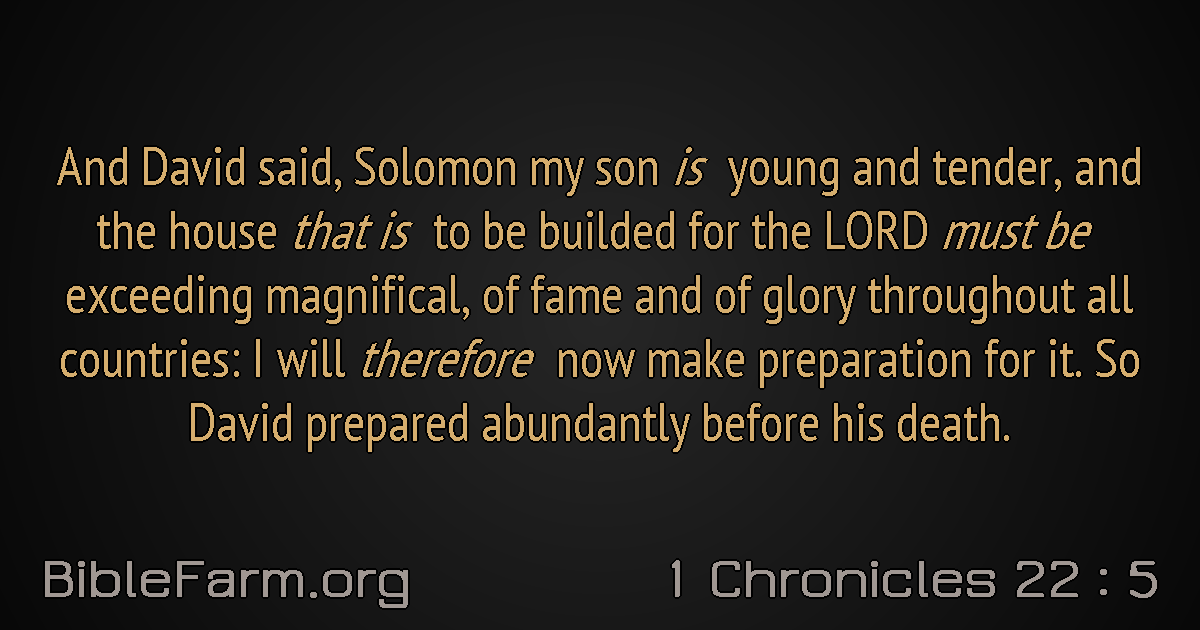 And David said, Solomon my son is young and tender, and
the house that is to be builded for the LORD must be
exceeding magnifical, of fame and of glory throughout all
countries: I will therefore now make preparation for it. So
David prepared abundantly before his death.
BibleFarm.org
1 Chronicles 22 : 5